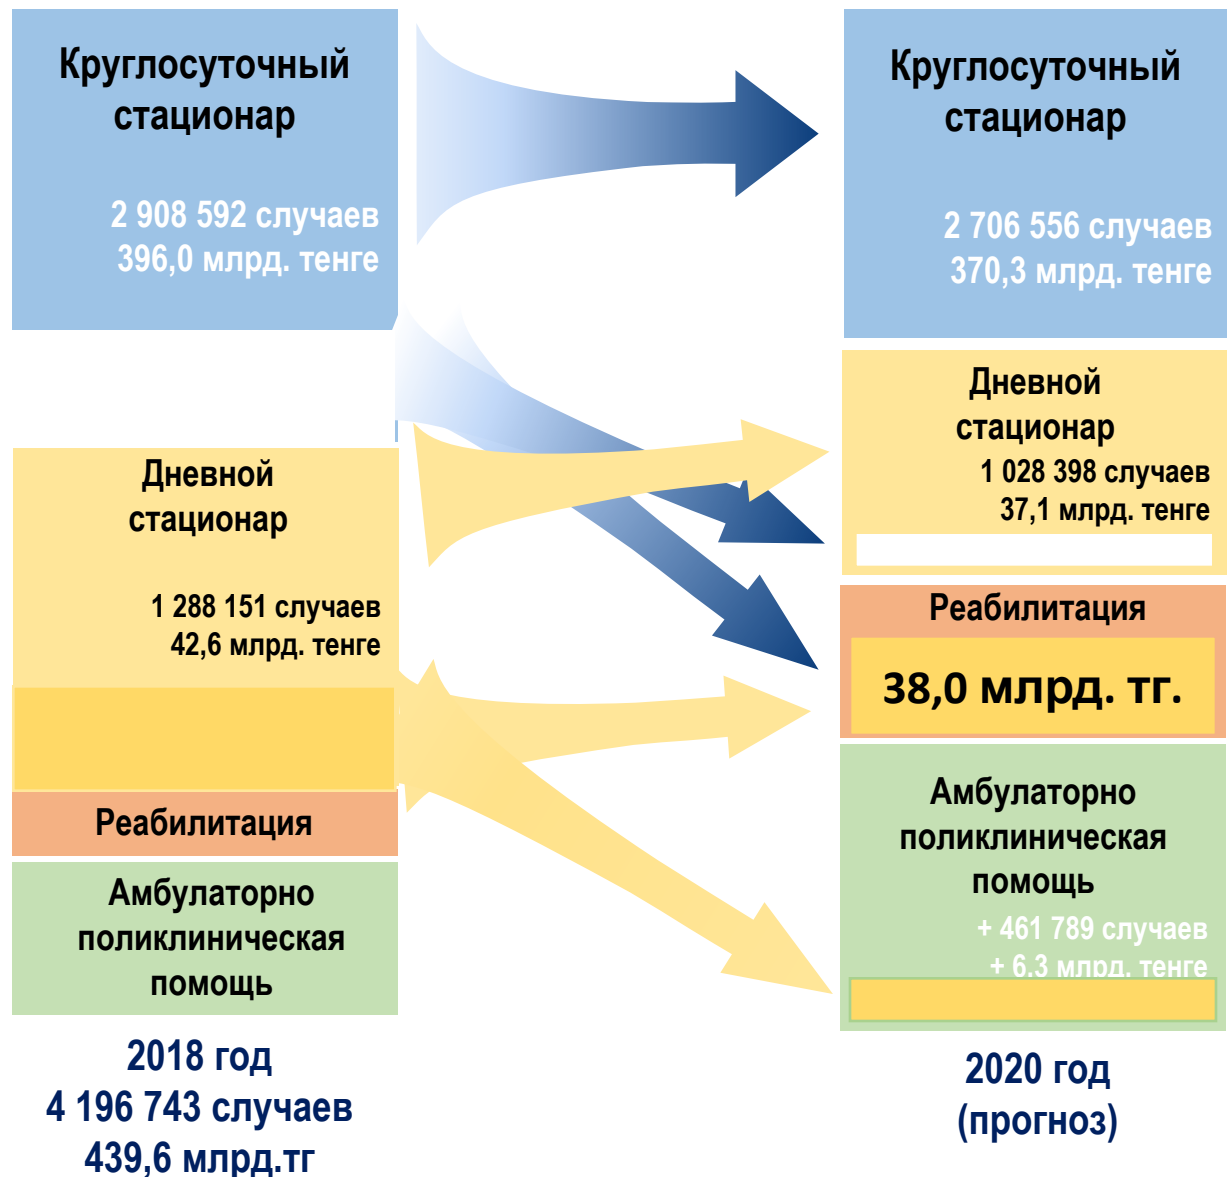 Круглосуточный
стационар
2 908 592 случаев
396,0 млрд. тенге
Дневной
стационар
1 288 151 случаев
42,6 млрд. тенге
Реабилитация
Амбулаторно
поликлиническая
помощь
2018 год
4 196 743 случаев
439,6 млрд.тг
Круглосуточный
стационар
2 706 556 случаев
370,3 млрд. тенге
Дневной
стационар
1 028 398 случаев
37,1 млрд. тенге
Реабилитация
38,0 млрд. тг.
Амбулаторно
поликлиническая
помощь
+ 461 789 случаев
+ 6,3 млрд. тенге
2020 год
(прогноз)